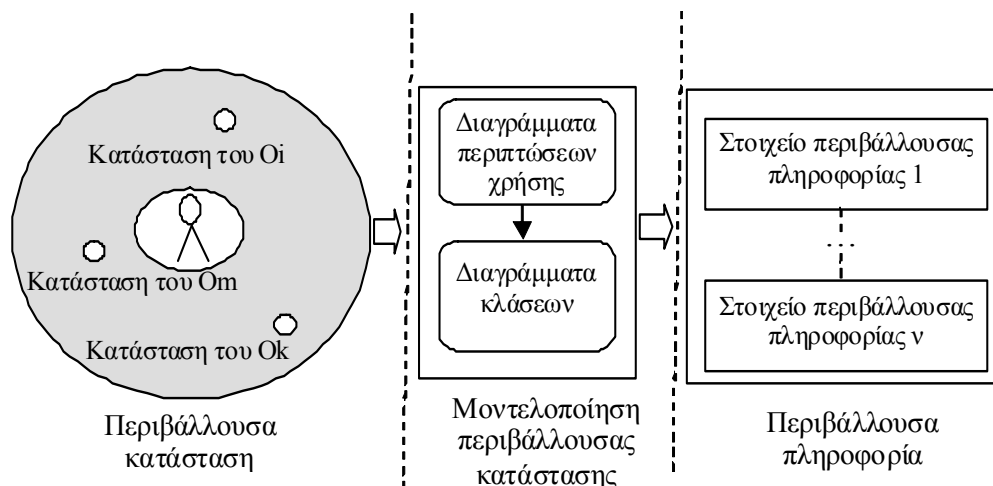 Κατάσταση του Oi
Κατάσταση του Om
Κατάσταση του Ok
Περιβάλλουσα
κατάσταση
Διαγράμματα
περιπτώσεων
χρήσης
Διαγράμματα
κλάσεων
Μοντελοποίηση
περιβάλλουσας
κατάστασης
Στοιχείο περιβάλλουσας
πληροφορίας 1
...
Στοιχείο περιβάλλουσας
πληροφορίας ν
Περιβάλλουσα
πληροφορία